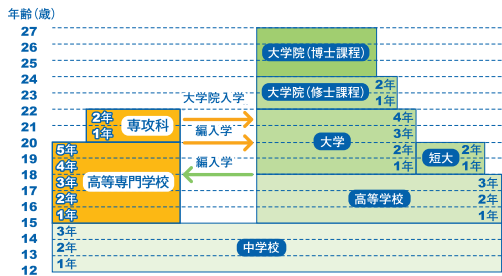 年齢(歳)
27
26
25
24
23
22
21
20
19
18
17
16
15
14
13
12
大学院(博士課程)
大学院(修士課程)
2年
1年
大学院入学
編入学
編入学
2年
1年
専攻科
4年
3年
2年
1年
大学
短大
2年
1年
5年
4年
3年
2年
1年
高等専門学校
高等学校
3年
2年
1年
3年
2年
1年
中学校